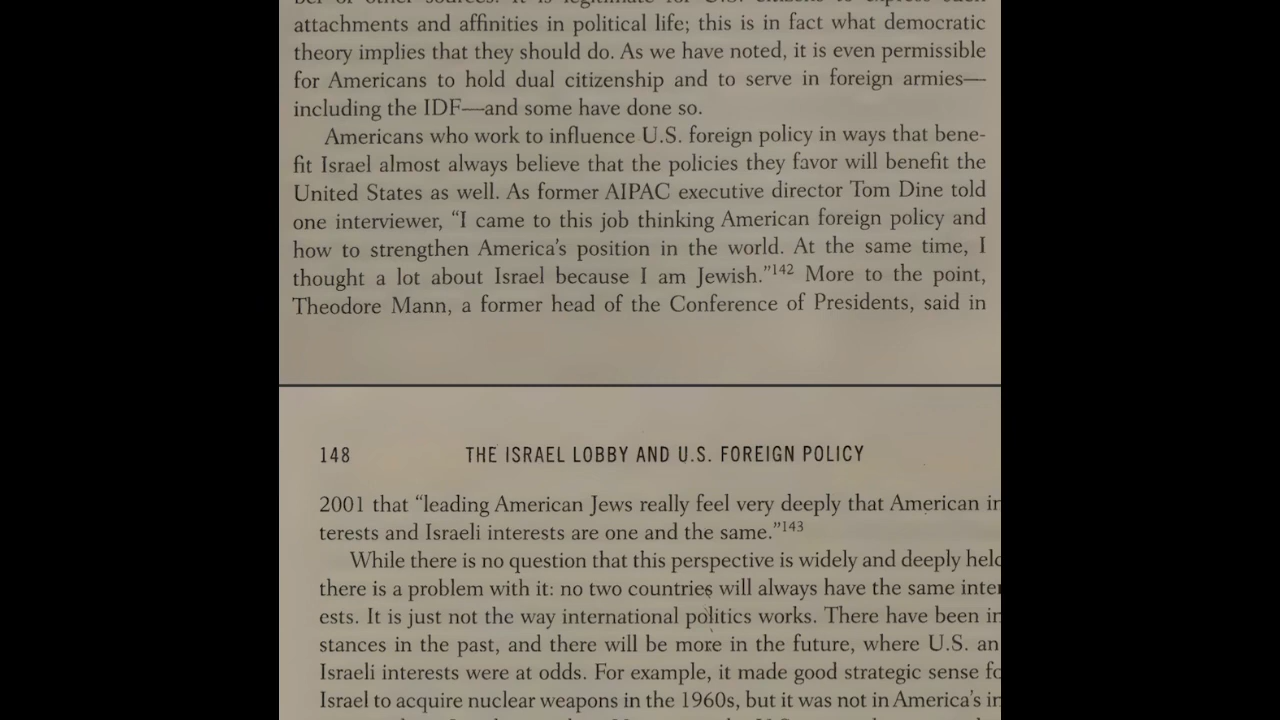 attachments and affinities in political life; this is in fact what democratic
theory implies that they should do. As we have noted, it is even permissible
for Americans to hold dual citizenship and to serve in foreign armies—
including the IDF—and some have done so.
Americans who work to influence U.S. foreign policy in ways that bene-
fit Israel almost always believe that the policies they favor will benefit the
United States as well. As former AIPAC executive director Tom Dine told
one interviewer, “I came to this job thinking American foreign policy and
how to strengthen America’s position in the world. At the same time, I
thought a lot about Israel because I am Jewish.”142 More to the point,
Theodore Mann, a former head of the Conference of Presidents, said in
148 THE ISRAEL LOBBY AND U.S. FOREIGN POLICY
2001 that “leading American Jews really feel very deeply that American in
terests and Israeli interests are one and the same.”143
While there is no question that this perspective is widely and deeply held
there is a problem with it: no two countries will always have the same inter
ests. It is just not the way international politics works. There have been in
stances in the past, and there will be more in the future, where U.S. an
Israeli interests were at odds. For example, it made good strategic sense fo
Israel to acquire nuclear weapons in the 1960s, but it was not in America’s in